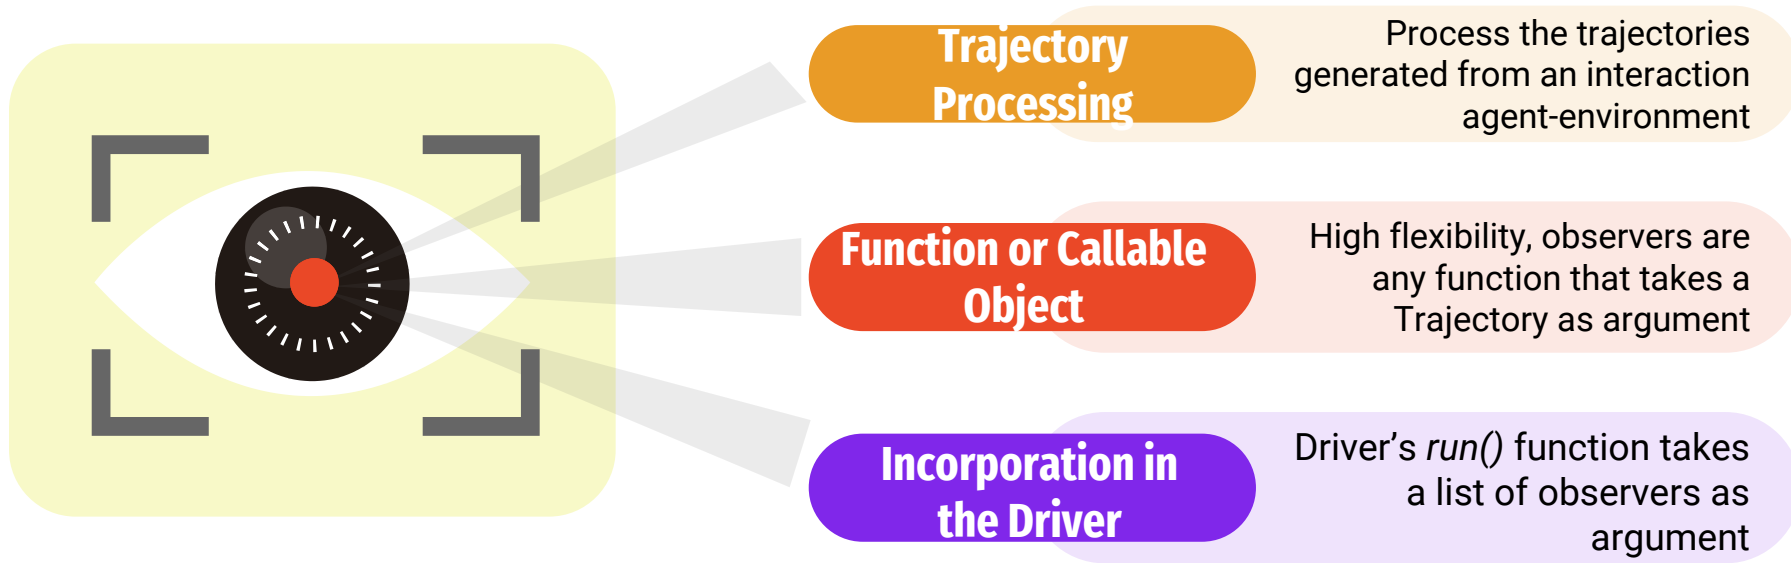 Trajectory
Processing
Process the trajectories
generated from an interaction
agent-environment
Function or Callable
Object
High flexibility, observers are
any function that takes a
Trajectory as argument
Incorporation in
the Driver
Driver’s run() function takes
a list of observers as
argument